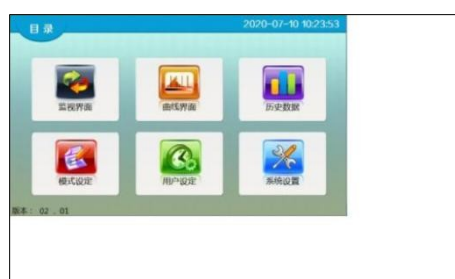 目录
2020-07-10 10:23:53
监视界面
曲线界面
历史数据
模式设定
用户设定
系统设置
版本： 02 . 01